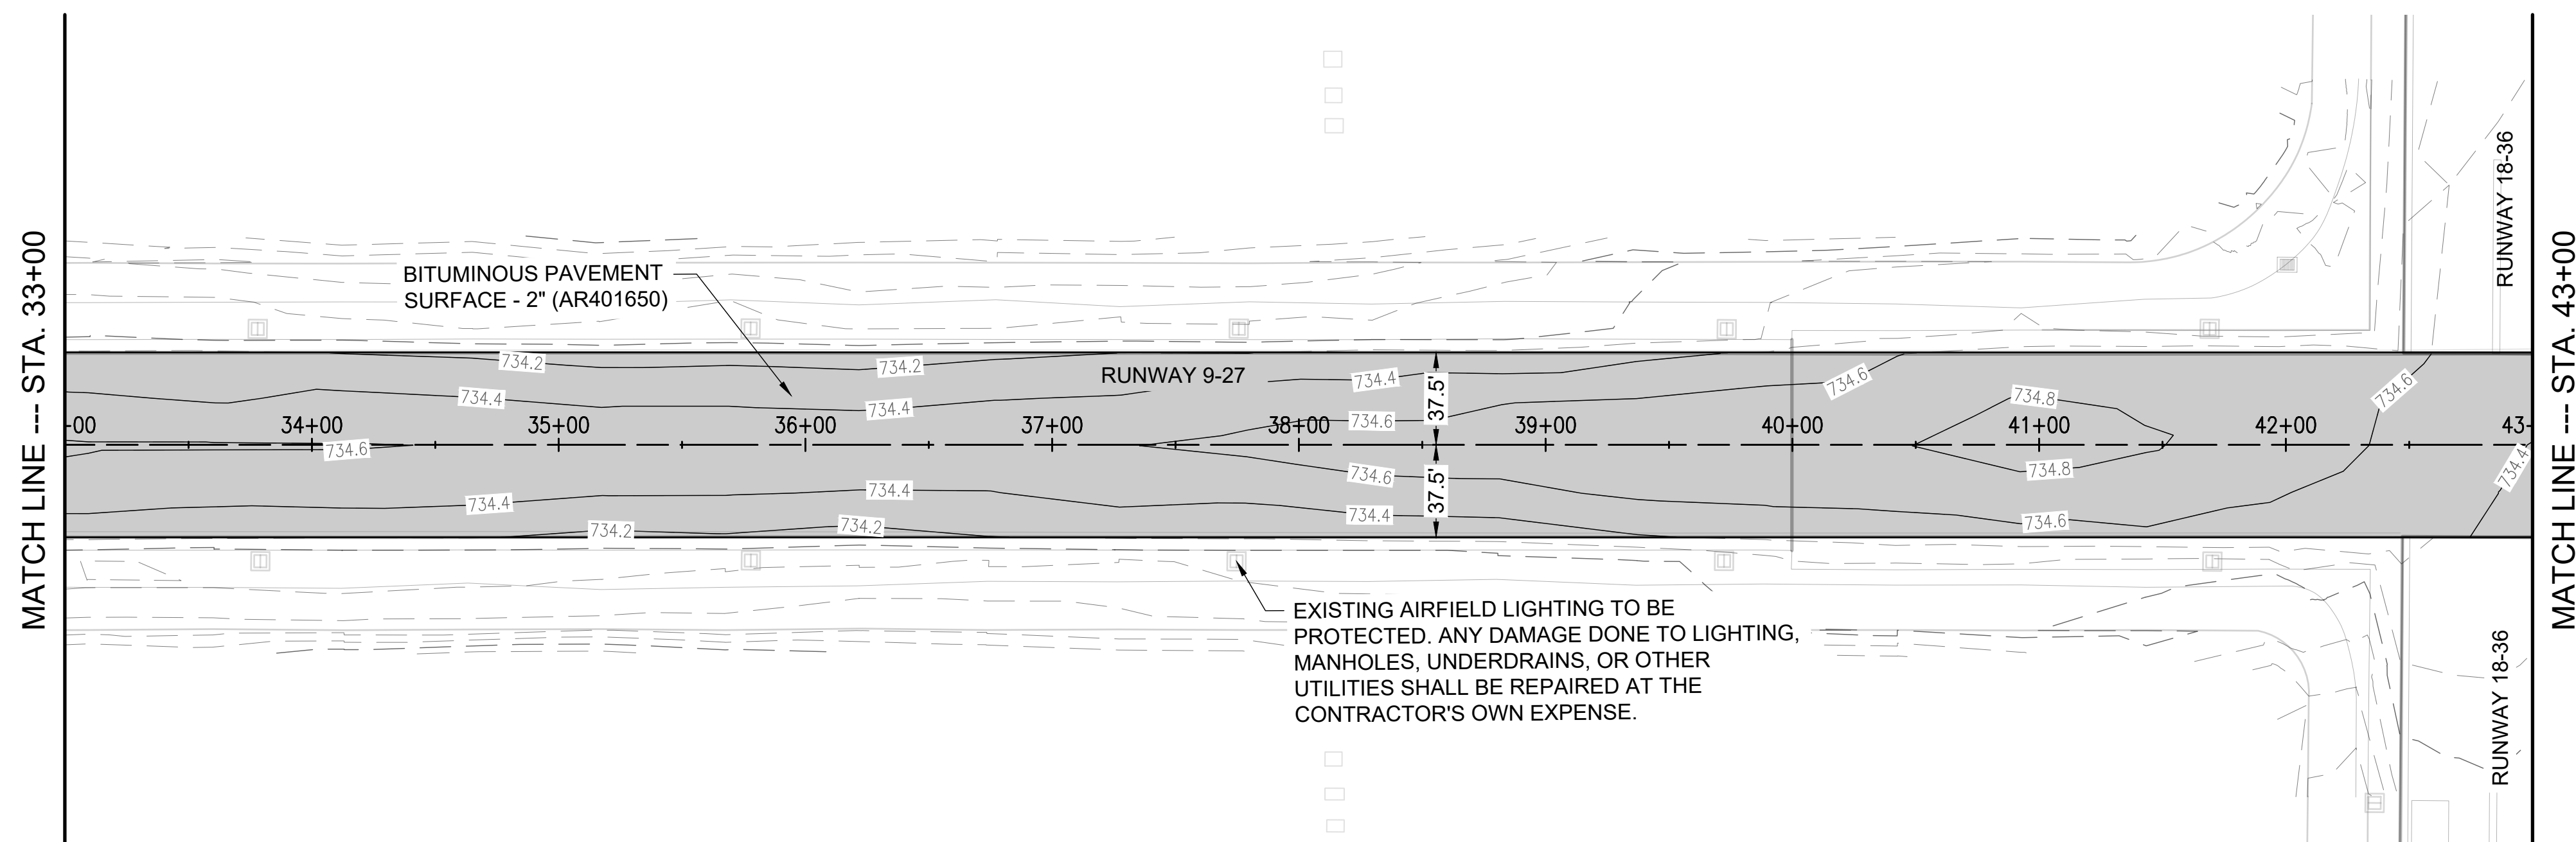 MATCH LINE --- STA. 33+00
BITUMINOUS PAVEMENT
SURFACE - 2" (AR401650)
RUNWAY 18-36
734.2
734.2
RUNWAY 9-27
734.4
734.6
734.6
734.4
734.4
37.5'
734.8
734.6
-00
34+00
35+00
36+00
37+00
38+00
39+00
40+00
41+00
42+00
43-
734.6
734.6
734.8
734.4
734.4
734.4
37.5'
734.4
734.2
734.2
734.6
EXISTING AIRFIELD LIGHTING TO BE
PROTECTED. ANY DAMAGE DONE TO LIGHTING,
MANHOLES, UNDERDRAINS, OR OTHER
UTILITIES SHALL BE REPAIRED AT THE
CONTRACTOR'S OWN EXPENSE.
RUNWAY 18-36
MATCH LINE --- STA. 43+00